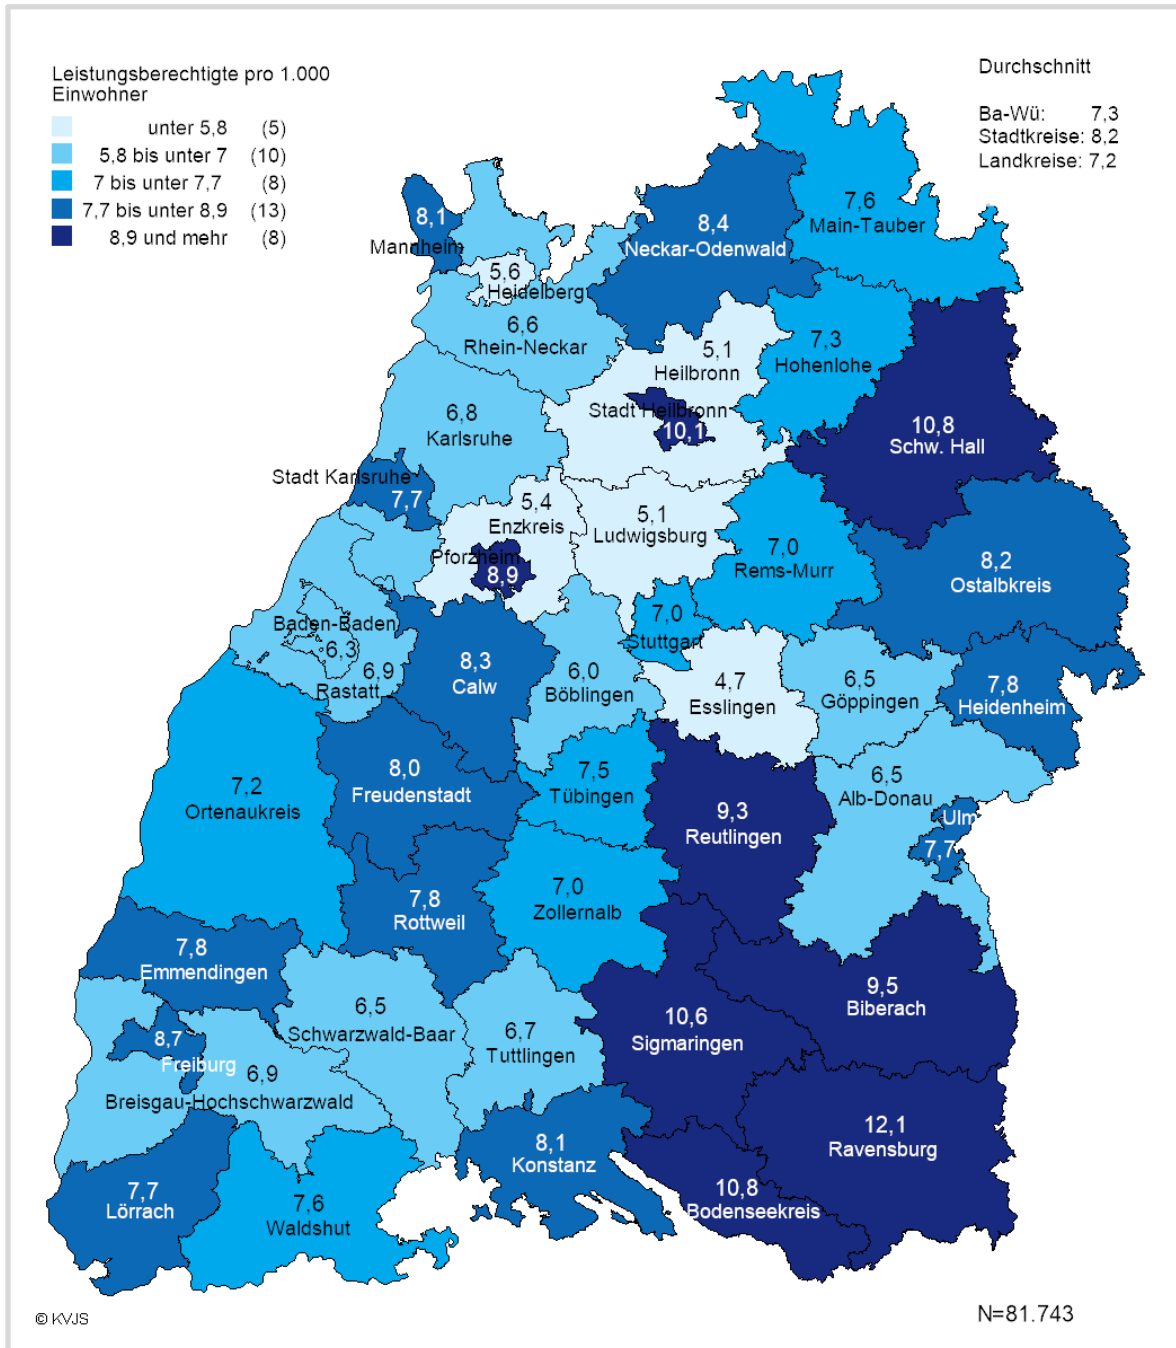 Leistungsberechtigte pro 1.000
Einwohner
unter 5,8 (5)
5,8 bis unter 7 (10)
7 bis unter 7,7 (8)
7,7 bis unter 8,9 (13)
8,9 und mehr (8)
Durchschnitt
Ba-Wü: 7,3
Stadtkreise: 8,2
Landkreise: 7,2
7,6
Main-Tauber
8,1
Mannheim
8,4
Neckar-Odenwald
5,6
Heidelberg
6,6
Rhein-Neckar
5,1
Heilbronn
7,3
Hohenlohe
Stadt Heilbronn
10,1
6,8
Karlsruhe
10,8
Schw. Hall
Stadt Karlsruhe
7,7
5,4
Enzkreis
5,1
Ludwigsburg
7,0
Rems-Murr
8,2
Ostalbkreis
Pforzheim
8,9
7,0
Stuttgart
Baden-Baden
6,3
6,9
Rastatt
8,3
Calw
6,0
Böblingen
4,7
Esslingen
6,5
Göppingen
7,8
Heidenheim
7,2
Ortenaukreis
8,0
Freudenstadt
7,5
Tübingen
9,3
Reutlingen
6,5
Alb-Donau
Ulm
7,7
7,8
Rottweil
7,0
Zollernalb
7,8
Emmendingen
9,5
Biberach
6,5
Schwarzwald-Baar
6,7
Tuttlingen
10,6
Sigmaringen
8,7
Freiburg
6,9
Breisgau-Hochschwarzwald
12,1
Ravensburg
8,1
Konstanz
7,7
Lörrach
7,6
Waldshut
10,8
Bodenseekreis
© KVJS
N=81.743